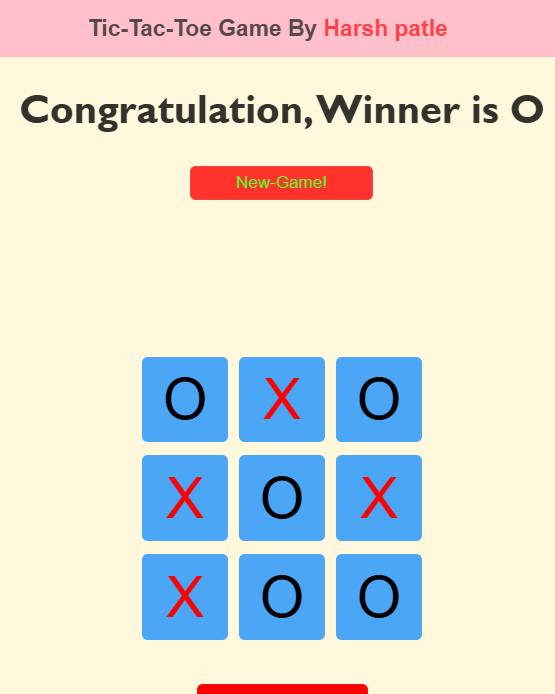 Tic-Tac-Toe Game By Harsh patle
Congratulation,Winner is O
New-Game!
O X O
X O X
X O O